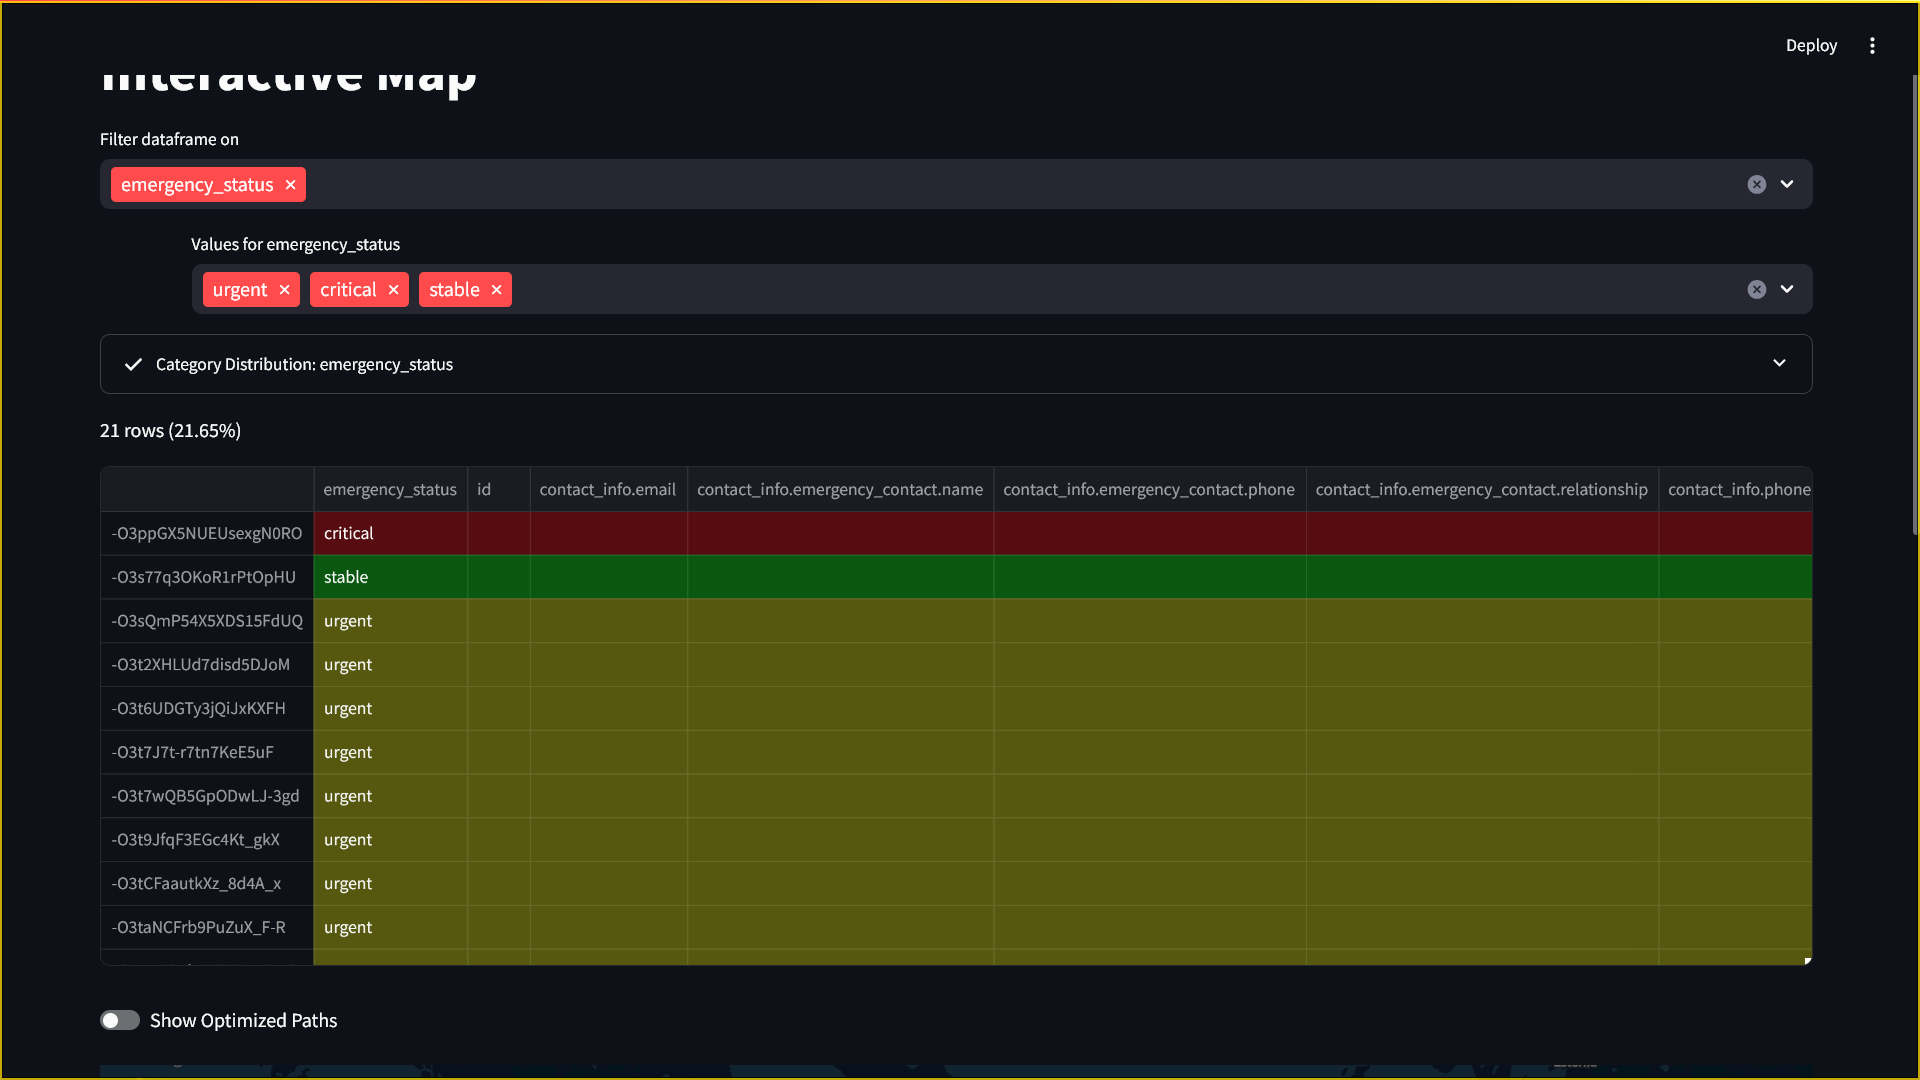 Deploy
Interactive Map
Filter dataframe on
emergency_status
Values for emergency_status
urgent critical stable
Category Distribution: emergency_status
21 rows (21.65%)
emergency_status id contact_info.email contact_info.emergency_contact.name contact_info.emergency_contact.phone contact_info.emergency_contact.relationship contact_info.phone
-O3ppGX5NUEUsexgN0RO critical
-O3s77q3OKoR1rPtOpHU stable
-O3sQmP54X5XDS15FdUQ urgent
-O3t2XHLUd7disd5DJoM urgent
-O3t6UDGTy3jQiJxKXFH urgent
-O3t7J7t-r7tn7KeE5uF urgent
-O3t7wQB5GpODwLJ-3gd urgent
-O3t9JfqF3EGc4Kt_gkX urgent
-O3tCFaautkXz_8d4A_x urgent
-O3taNCFrb9PuZuX_F-R urgent
Show Optimized Paths